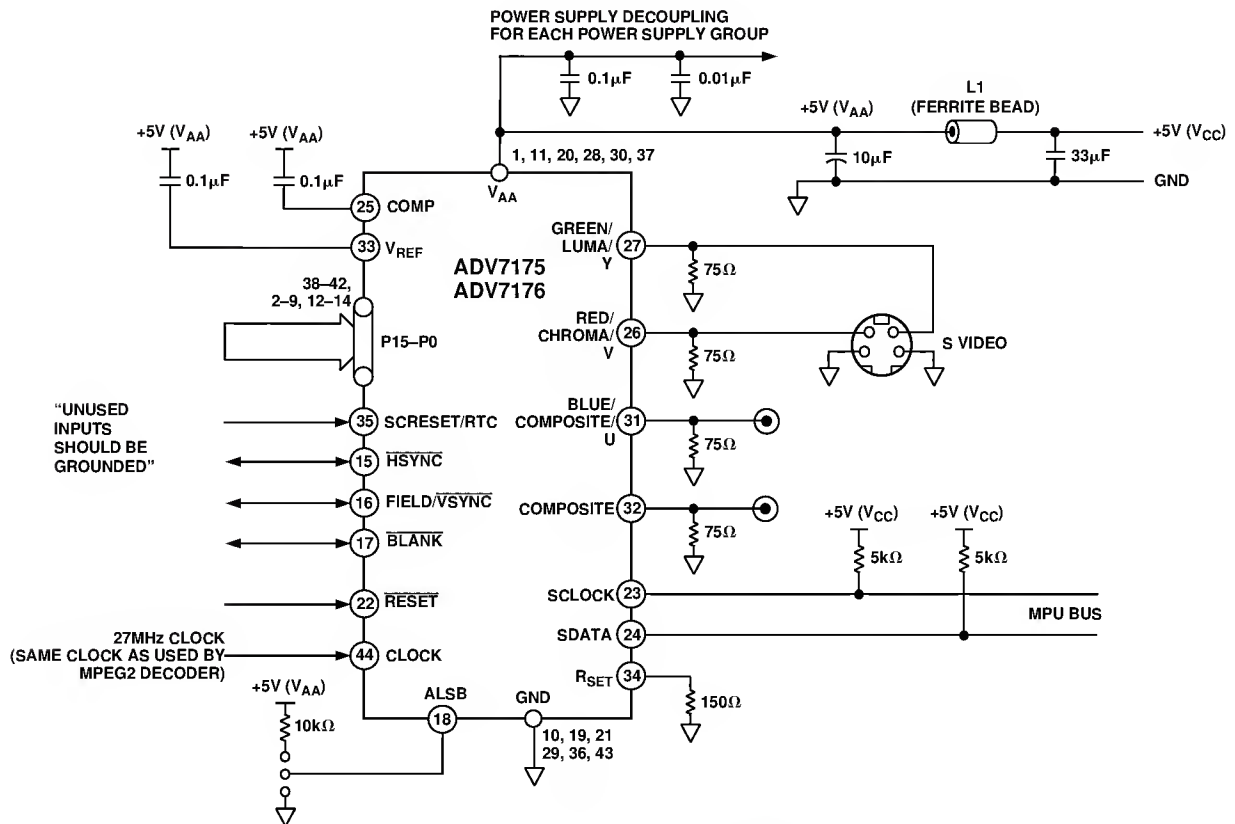 POWER SUPPLY DECOUPLING
FOR EACH POWER SUPPLY GROUP
0.1µF
0.01µF
L1
(FERRITE BEAD)
+5V (VAA)
+5V (VCC)
10µF
33µF
GND
+5V (VAA)
+5V (VAA)
0.1µF
0.1µF
1, 11, 20, 28, 30, 37
VAA
25
COMP
33
VREF
38–42,
2–9, 12–14
P15–P0
ADV7175
ADV7176
GREEN/
LUMA/
Y
27
75Ω
RED/
CHROMA/
V
26
75Ω
S VIDEO
"UNUSED
INPUTS
SHOULD BE
GROUNDED"
35
SCRESET/RTC
15
HSYNC
16
FIELD/VSYNC
17
BLANK
22
RESET
27MHz CLOCK
(SAME CLOCK AS USED BY
MPEG2 DECODER)
44
CLOCK
BLUE/
COMPOSITE/
U
31
75Ω
COMPOSITE
32
75Ω
+5V (VCC)
+5V (VCC)
5kΩ
5kΩ
SCLOCK
23
MPU BUS
SDATA
24
RSET
34
150Ω
+5V (VAA)
10kΩ
ALSB
18
GND
10, 19, 21
29, 36, 43